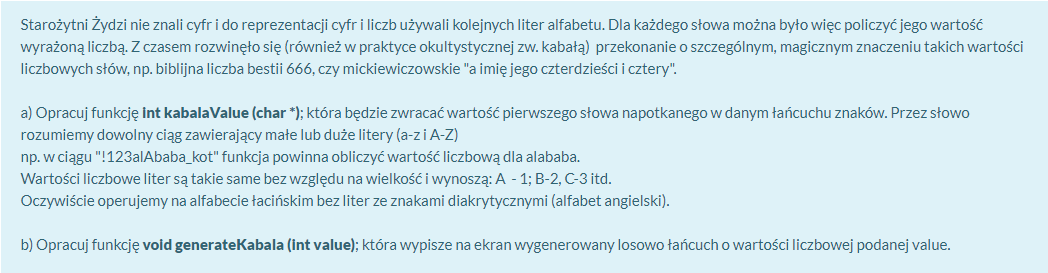 Starożytni Żydzi nie znali cyfr i do reprezentacji cyfr i liczb używali kolejnych liter alfabetu. Dla każdego słowa można było więc policzyć jego wartość
wyrażoną liczbą. Z czasem rozwinęło się (również w praktyce okultystycznej zw. kabałą) przekonanie o szczególnym, magicznym znaczeniu takich wartości
liczbowych słów, np. biblijna liczba bestii 666, czy mickiewiczowskie "a imię jego czterdzieści i cztery".
a) Opracuj funkcję int kabalaValue (char *); która będzie zwracać wartość pierwszego słowa napotkanego w danym łańcuchu znaków. Przez słowo
rozumiemy dowolny ciąg zawierający małe lub duże litery (a-z i A-Z)
np. w ciągu "!123alAbaba_kot" funkcja powinna obliczyć wartość liczbową dla alababa.
Wartości liczbowe liter są takie same bez względu na wielkość i wynoszą: A - 1; B-2, C-3 itd.
Oczywiście operujemy na alfabecie łacińskim bez liter ze znakami diakrytycznymi (alfabet angielski).
b) Opracuj funkcję void generateKabala (int value); która wypisze na ekran wygenerowany losowo łańcuch o wartości liczbowej podanej value.